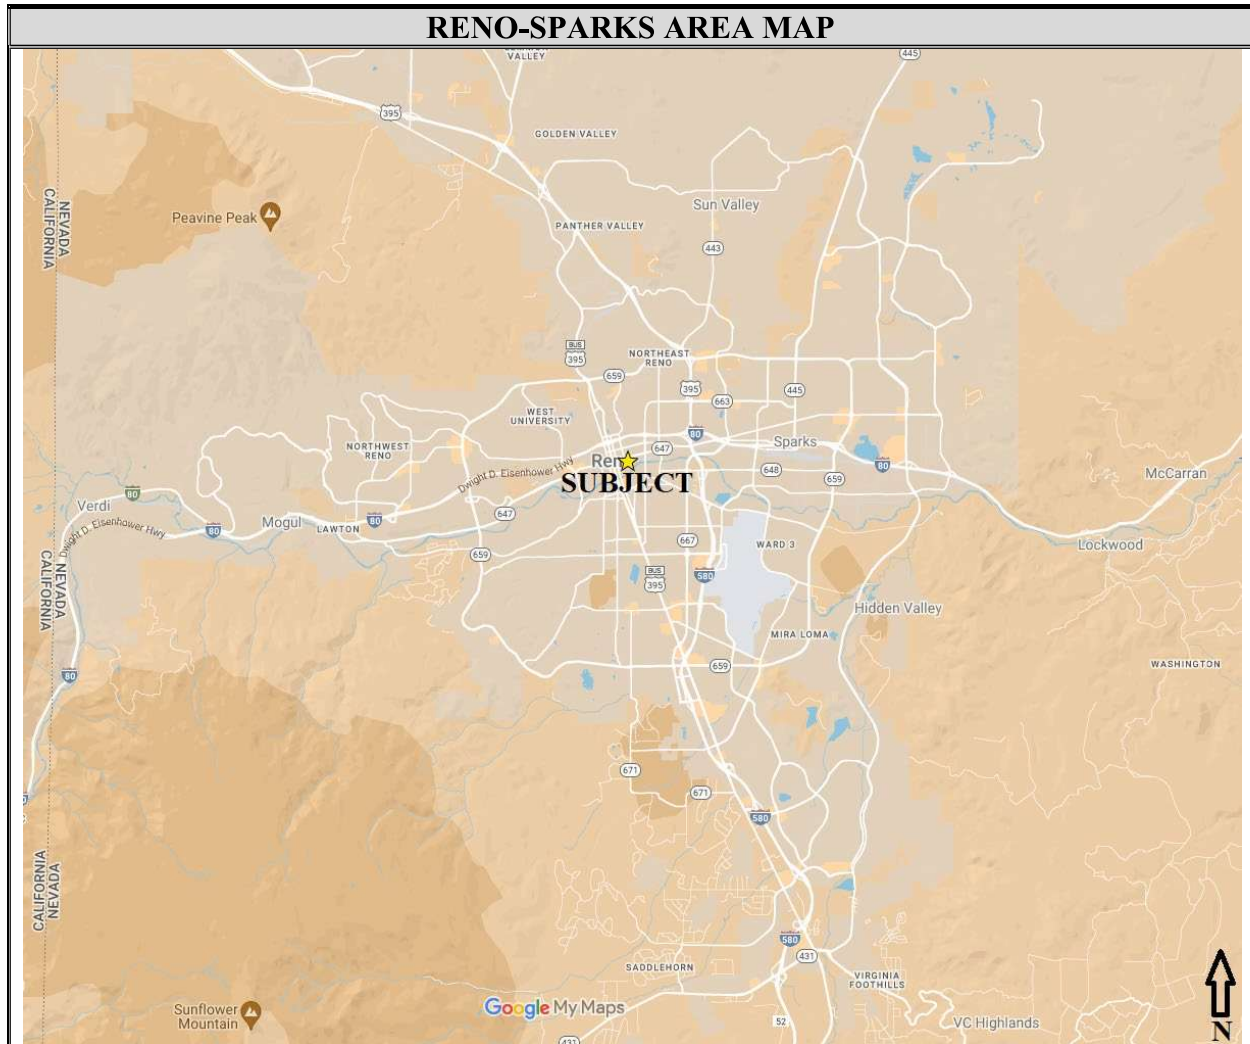 RENO-SPARKS AREA MAP
VALLEY
445
395
GOLDEN VALLEY
NEVADA
CALIFORNIA
Peavine Peak
Sun Valley
PANTHER VALLEY
443
BUS
395
NORTHEAST
RENO
659
395
445
663
WEST
UNIVERSITY
80
NORTHWEST
RENO
647
Sparks
Reno
80
Dwight D. Eisenhower Hwy
SUBJECT
648
659
McCarran
80
Verdi
647
Mogul
LAWTON
80
80
Dwight D. Eisenhower Hwy
667
WARD 3
Lockwood
659
CALIFORNIA
NEVADA
BUS
395
580
Hidden Valley
MIRA LOMA
659
WASHINGTON
80
671
671
580
CALIFORNIA
NEVADA
580
431
SADDLEHORN
VIRGINIA
FOOTHILLS
Sunflower
Mountain
Google My Maps
52
VC Highlands
N
431